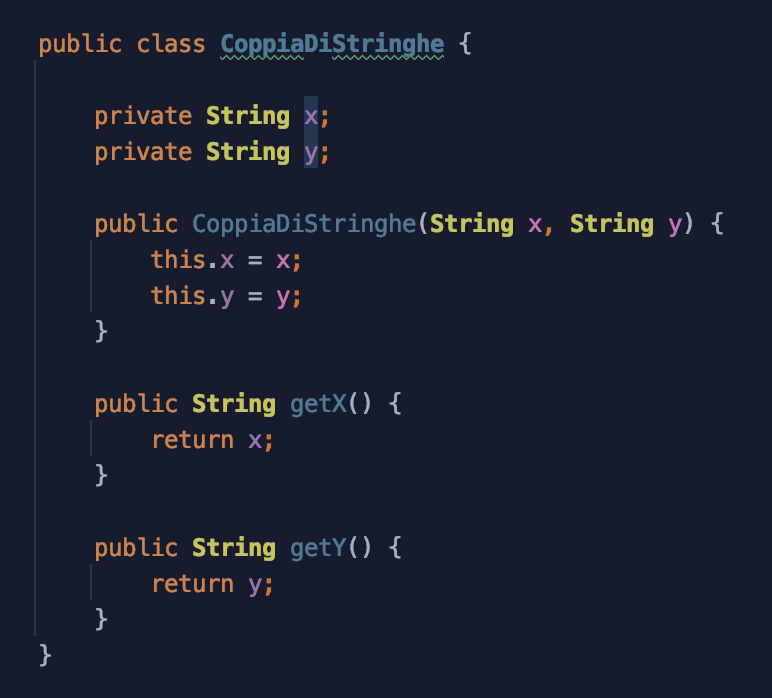 public class CoppiaDiStringhe {
private String x;
private String y;
public CoppiaDiStringhe(String x, String y) {
this.x = x;
this.y = y;
}
public String getX() {
return x;
}
public String getY() {
return y;
}
}